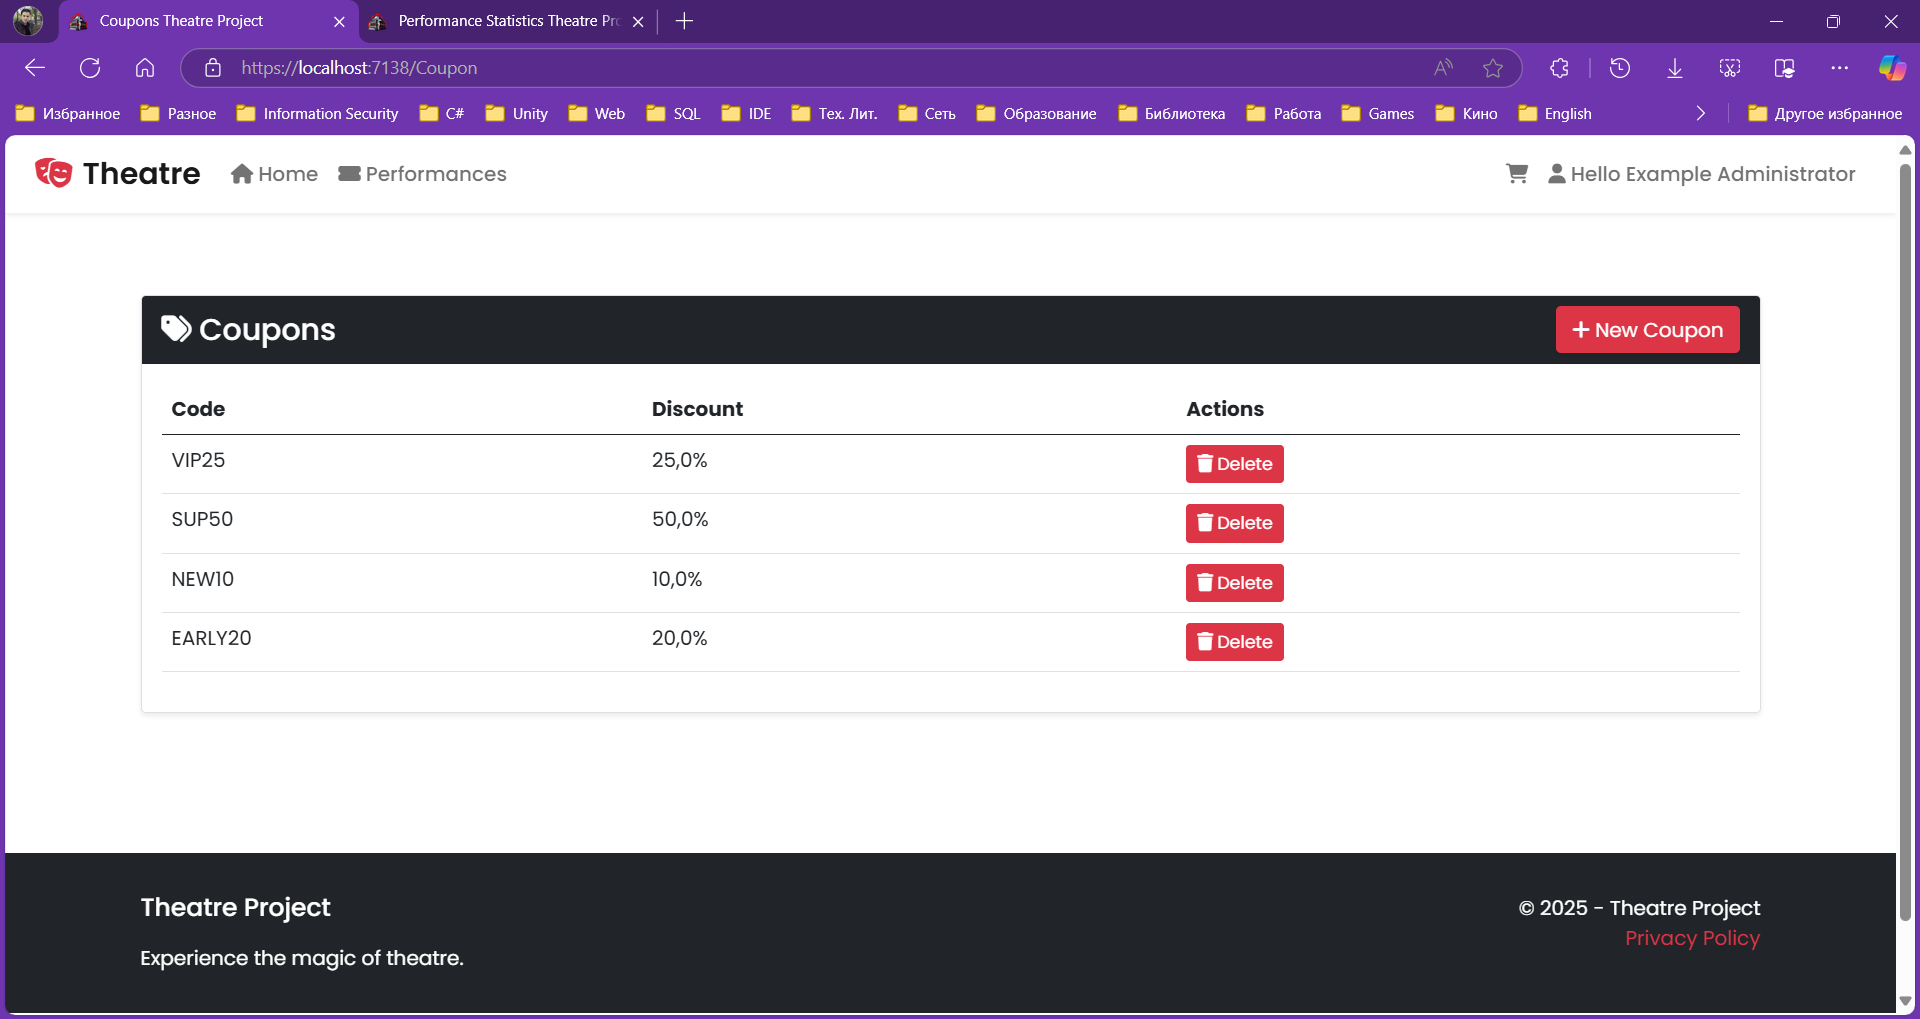 Coupons Theatre Project
Performance Statistics Theatre Pro
https://localhost:7138/Coupon
Избранное Разное Information Security C# Unity Web SQL IDE Тех. Лит. Сеть Образование Библиотека Работа Games Кино English Другое избранное
Theatre Home Performances Hello Example Administrator
Coupons New Coupon
Code Discount Actions
VIP25 25,0% Delete
SUP50 50,0% Delete
NEW10 10,0% Delete
EARLY20 20,0% Delete
Theatre Project
© 2025 - Theatre Project
Privacy Policy
Experience the magic of theatre.